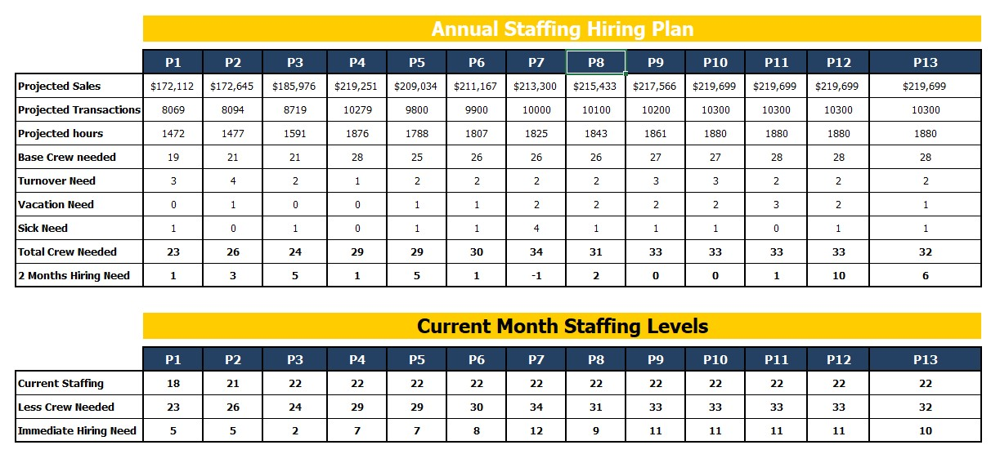 Annual Staffing Hiring Plan
P1 P2 P3 P4 P5 P6 P7 P8 P9 P10 P11 P12 P13
Projected Sales $172,112 $172,645 $185,976 $219,251 $209,034 $211,167 $213,300 $215,433 $217,566 $219,699 $219,699 $219,699 $219,699
Projected Transactions 8069 8094 8719 10279 9800 9900 10000 10100 10200 10300 10300 10300 10300
Projected hours 1472 1477 1591 1876 1788 1807 1825 1843 1861 1880 1880 1880 1880
Base Crew needed 19 21 21 28 25 26 26 26 27 27 28 28 28
Turnover Need 3 4 2 1 2 2 2 2 3 3 2 2 2
Vacation Need 0 1 0 0 1 1 2 2 2 2 3 2 1
Sick Need 1 0 1 0 1 1 4 1 1 1 0 1 1
Total Crew Needed 23 26 24 29 29 30 34 31 33 33 33 33 32
2 Months Hiring Need 1 3 5 1 5 1 -1 2 0 0 1 10 6
Current Month Staffing Levels
P1 P2 P3 P4 P5 P6 P7 P8 P9 P10 P11 P12 P13
Current Staffing 18 21 22 22 22 22 22 22 22 22 22 22 22
Less Crew Needed 23 26 24 29 29 30 34 31 33 33 33 33 32
Immediate Hiring Need 5 5 2 7 7 8 12 9 11 11 11 11 10